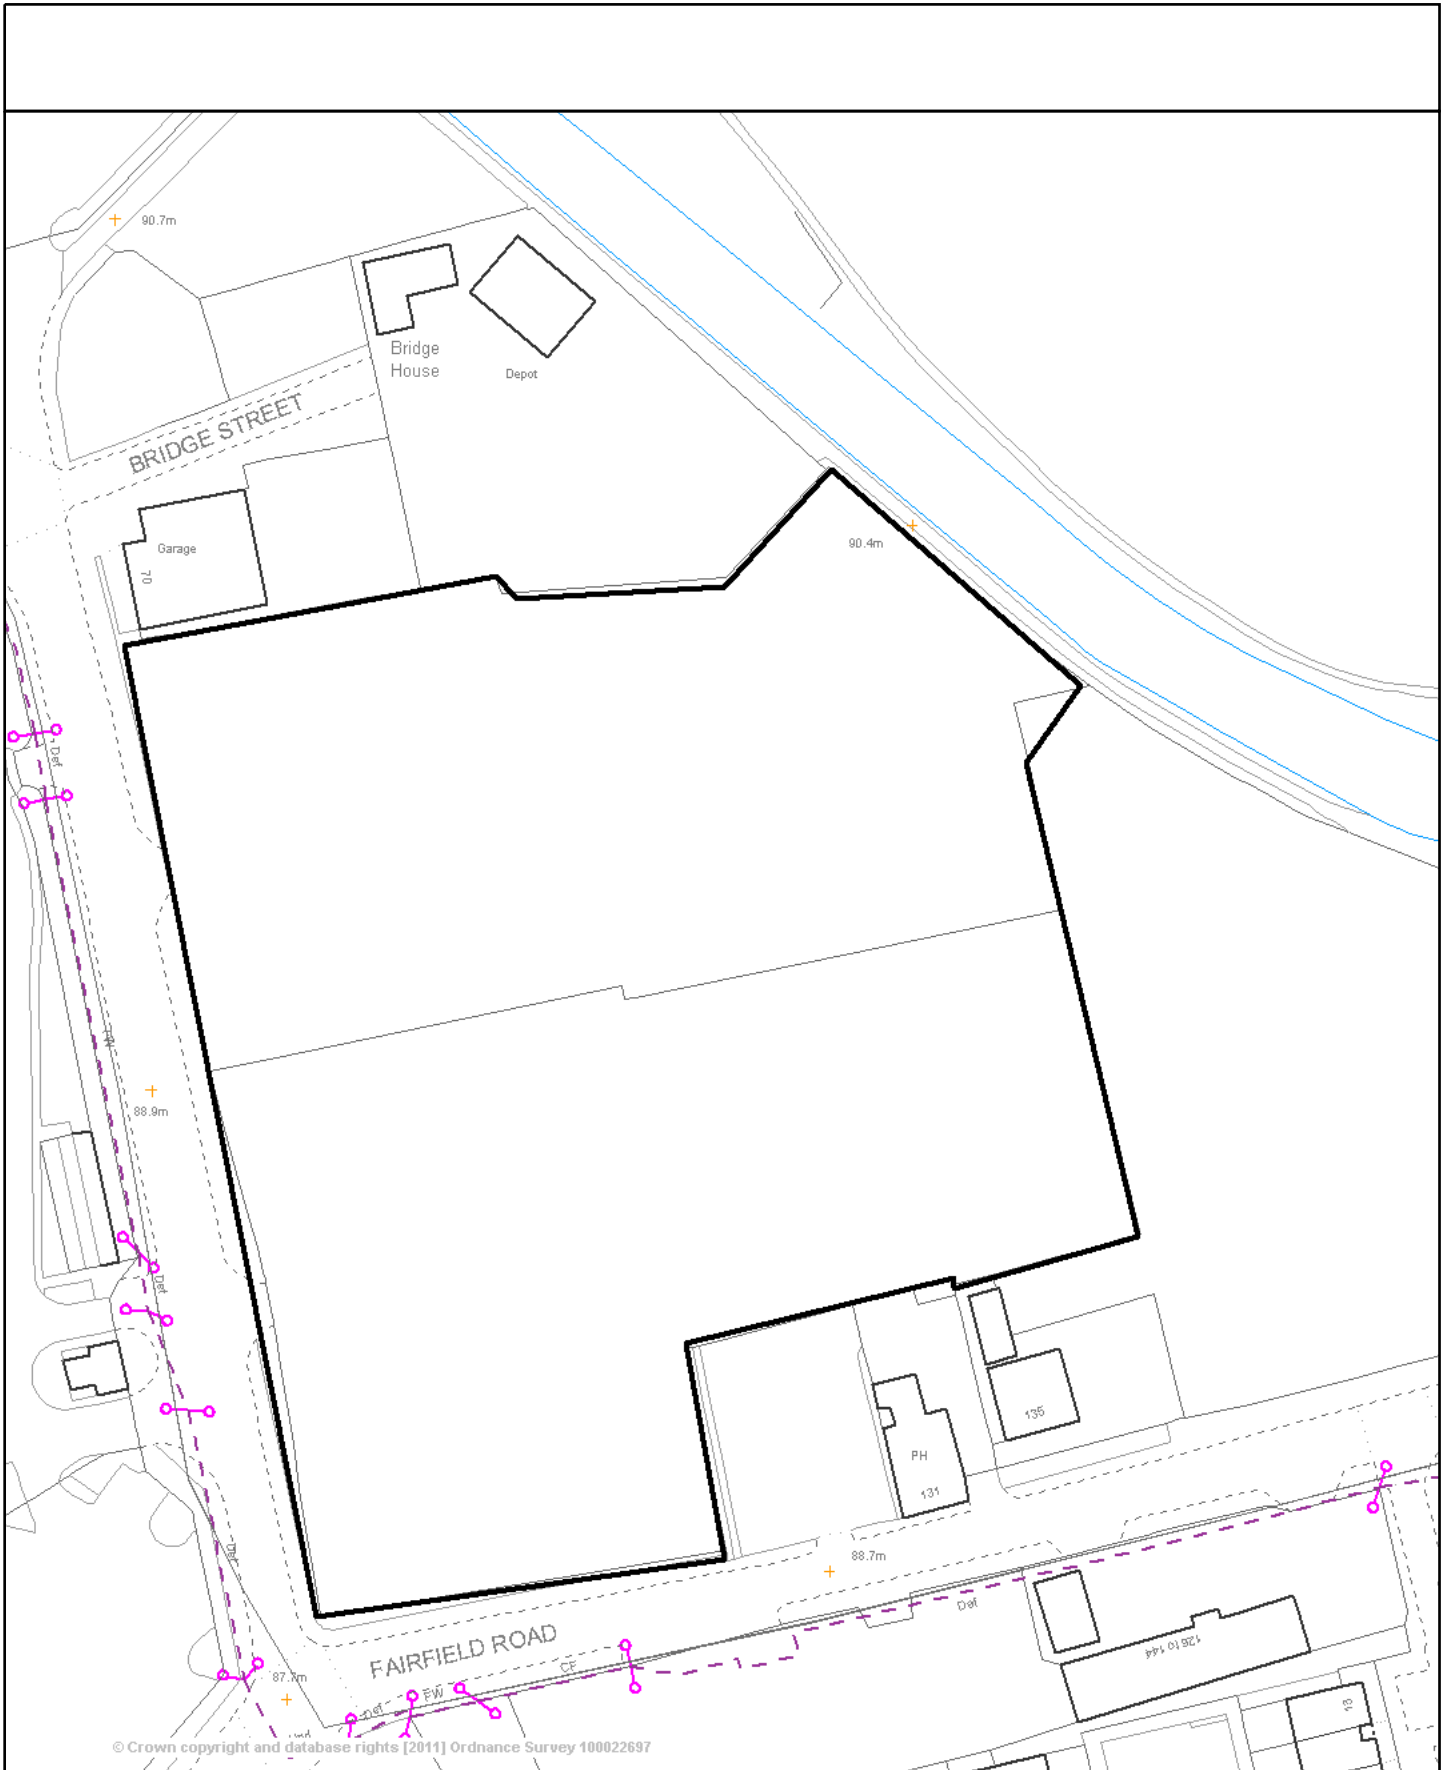 90.7m
Bridge
House
Depot
BRIDGE STREET
Garage
70
90.4m
Def
FW
88.9m
Def
135
PH
131
Def
88.7m
Def
FAIRFIELD ROAD
CF
126 to 144
87.7m
FW
Def
13
© Crown copyright and database rights [2011] Ordnance Survey 100022697